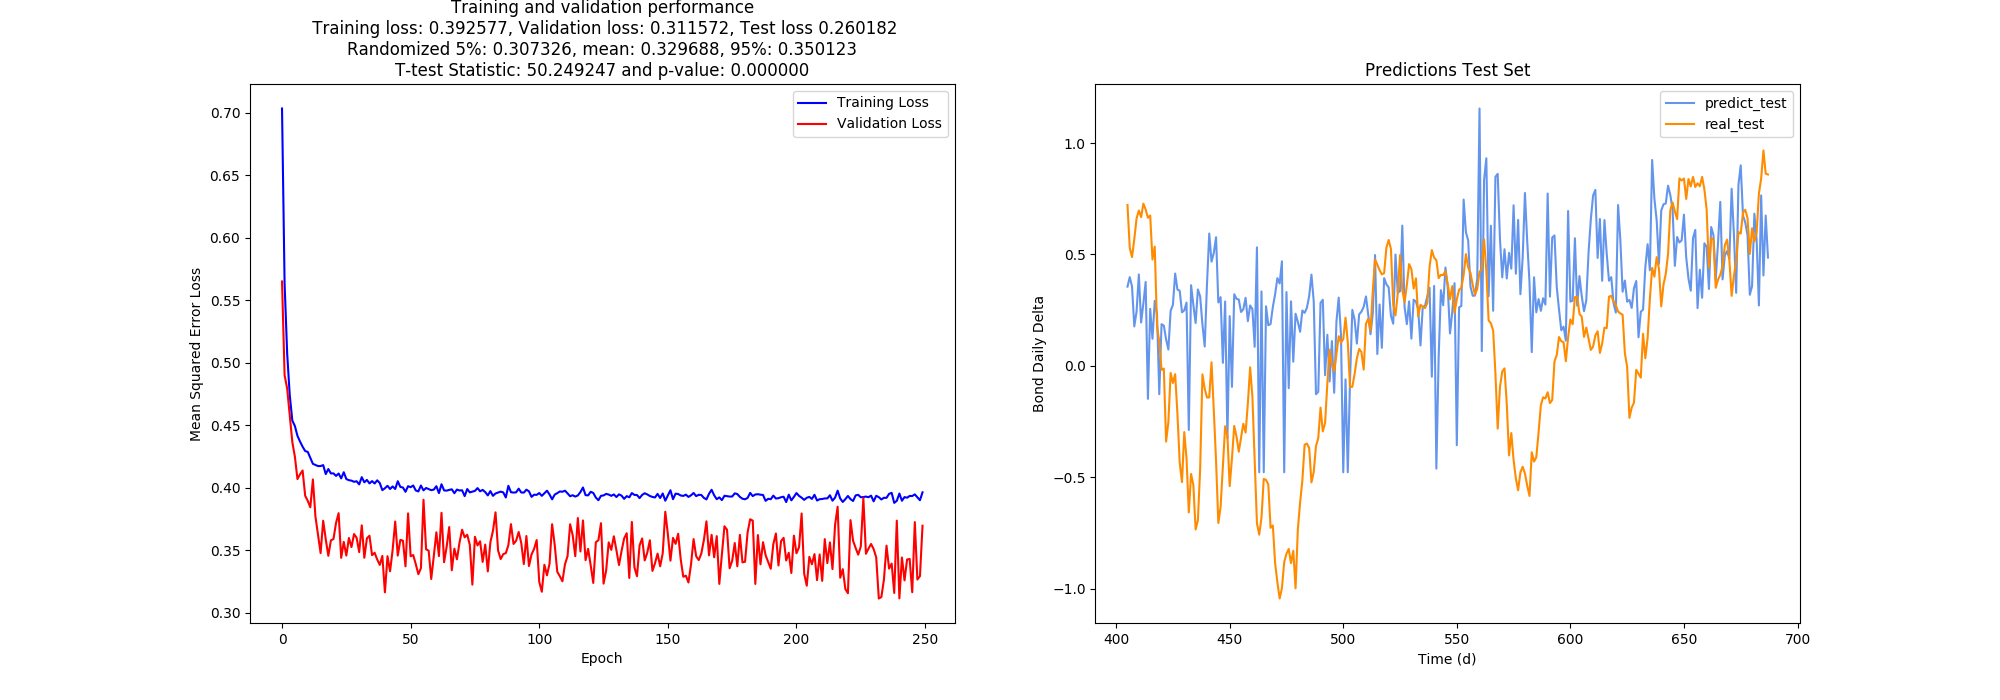 Training and validation performance
Training loss: 0.392577, Validation loss: 0.311572, Test loss 0.260182
Randomized 5%: 0.307326, mean: 0.329688, 95%: 0.350123
T-test Statistic: 50.249247 and p-value: 0.000000
Training Loss
Validation Loss
0.70
0.65
0.60
0.55
0.50
0.45
0.40
0.35
0.30
Mean Squared Error Loss
0
50
100
150
200
250
Epoch
Predictions Test Set
predict_test
real_test
1.0
0.5
0.0
−0.5
−1.0
Bond Daily Delta
400
450
500
550
600
650
700
Time (d)